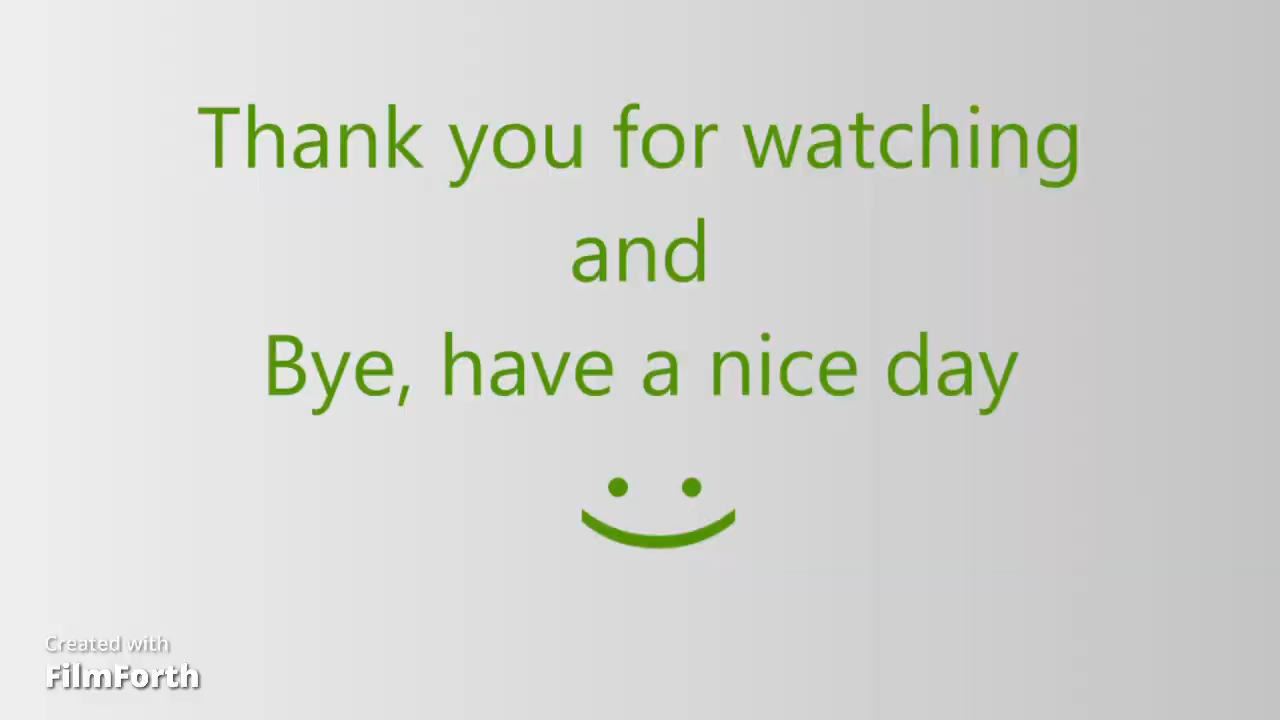 Thank you for watching
and
Bye, have a nice day
Created with
FilmForth